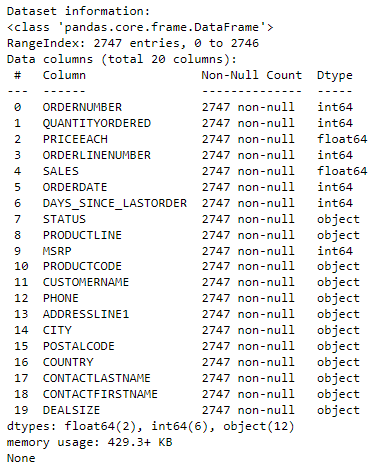 Dataset information:
<class 'pandas.core.frame.DataFrame'>
RangeIndex: 2747 entries, 0 to 2746
Data columns (total 20 columns):
 #   Column              Non-Null Count  Dtype
---  ------              --------------  -----
 0   ORDERNUMBER         2747 non-null   int64
 1   QUANTITYORDERED     2747 non-null   int64
 2   PRICEEACH           2747 non-null   float64
 3   ORDERLINENUMBER     2747 non-null   int64
 4   SALES               2747 non-null   float64
 5   ORDERDATE           2747 non-null   int64
 6   DAYS_SINCE_LASTORDER  2747 non-null   int64
 7   STATUS              2747 non-null   object
 8   PRODUCTLINE         2747 non-null   object
 9   MSRP                2747 non-null   int64
 10  PRODUCTCODE         2747 non-null   object
 11  CUSTOMERNAME        2747 non-null   object
 12  PHONE               2747 non-null   object
 13  ADDRESSLINE1        2747 non-null   object
 14  CITY                2747 non-null   object
 15  POSTALCODE          2747 non-null   object
 16  COUNTRY             2747 non-null   object
 17  CONTACTLASTNAME     2747 non-null   object
 18  CONTACTFIRSTNAME    2747 non-null   object
 19  DEALSIZE            2747 non-null   object
dtypes: float64(2), int64(6), object(12)
memory usage: 429.3+ KB
None